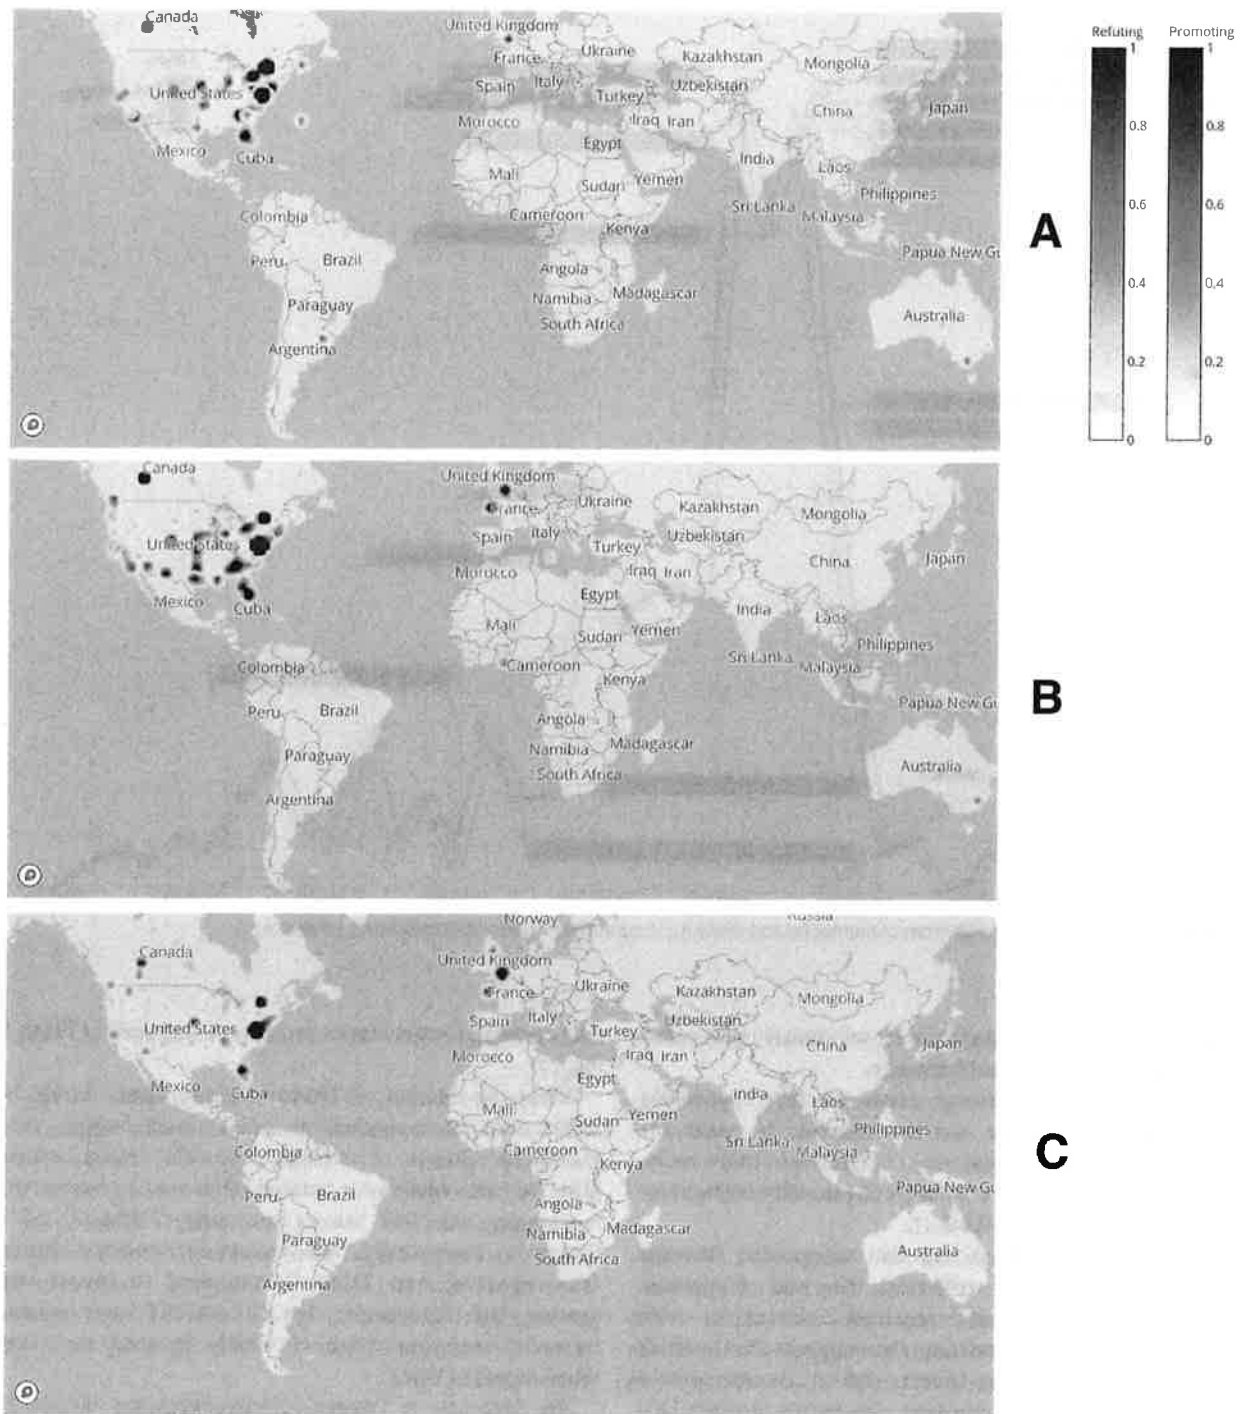 Canada
United Kingdom
Ukraine
Kazakhstan
Mongolia
France
Italy
Uzbekistan
United States
Spain
Turkey
China
Japan
Morocco
Iraq Iran
Mexico
Cuba
Egypt
India
Laos
Mali
Sudan
Yemen
Philippines
Colombia
Cameroon
Sri Lanka
Malaysia
Kenya
Peru
Brazil
Papua New Gu
Angola
Paraguay
Namibia
Madagascar
Argentina
South Africa
Australia
A
Refuting Promoting
1 1
0.8 0.8
0.6 0.6
0.4 0.4
0.2 0.2
0 0
Canada
United Kingdom
Ukraine
Kazakhstan
Mongolia
France
Italy
Uzbekistan
United States
Spain
Turkey
China
Japan
Morocco
Iraq Iran
Mexico
Cuba
Egypt
India
Laos
Mali
Sudan
Yemen
Philippines
Colombia
Cameroon
Sri Lanka
Malaysia
Kenya
Peru
Brazil
Papua New Gu
Angola
Paraguay
Namibia
Madagascar
Argentina
South Africa
Australia
B
Norway
Russia
Canada
United Kingdom
Ukraine
Kazakhstan
Mongolia
France
Italy
Uzbekistan
United States
Spain
Turkey
China
Japan
Morocco
Iraq Iran
Mexico
Cuba
Egypt
India
Laos
Mali
Sudan
Yemen
Philippines
Colombia
Cameroon
Sri Lanka
Malaysia
Kenya
Peru
Brazil
Papua New Gu
Angola
Paraguay
Namibia
Madagascar
Argentina
South Africa
Australia
C